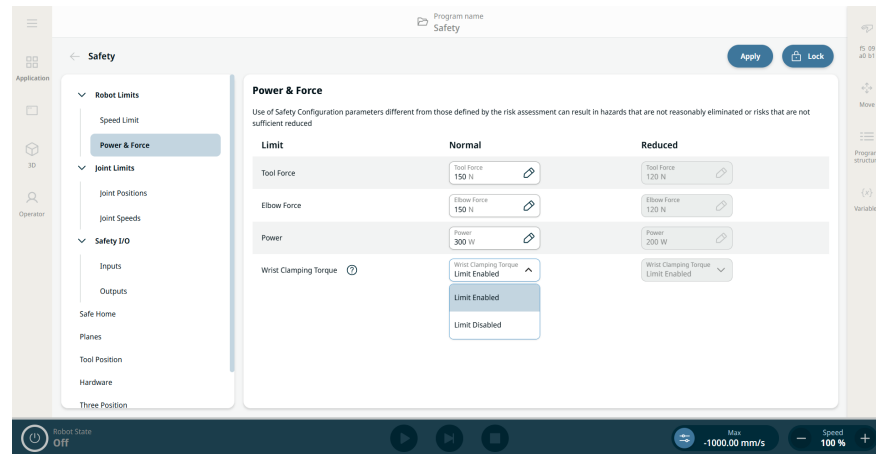 Program name
Safety
Safety
Apply
Lock
f5 09
a0 b1
Application
3D
Operator
Move
Variable
Robot Limits
Speed Limit
Power & Force
Joint Limits
Joint Positions
Joint Speeds
Safety I/O
Inputs
Outputs
Safe Home
Planes
Tool Position
Hardware
Three Position
Power & Force
Use of Safety Configuration parameters different from those defined by the risk assessment can result in hazards that are not reasonably eliminated or risks that are not
sufficient reduced
Limit Normal Reduced
Tool Force
Tool Force
150 N
Tool Force
120 N
Elbow Force
Elbow Force
150 N
Elbow Force
120 N
Power
Power
300 W
Power
200 W
Wrist Clamping Torque ?
Wrist Clamping Torque
Limit Enabled
Wrist Clamping Torque
Limit Enabled
Limit Enabled
Limit Disabled
Program
structur
{x}
Robot State
Off
Max
-1000.00 mm/s
Speed
100 %